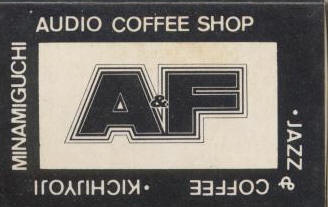 AUDIO COFFEE SHOP
A&F
• JAZZ &
COFFEE
• KICHIJYOJI
MINAMIGUCHI